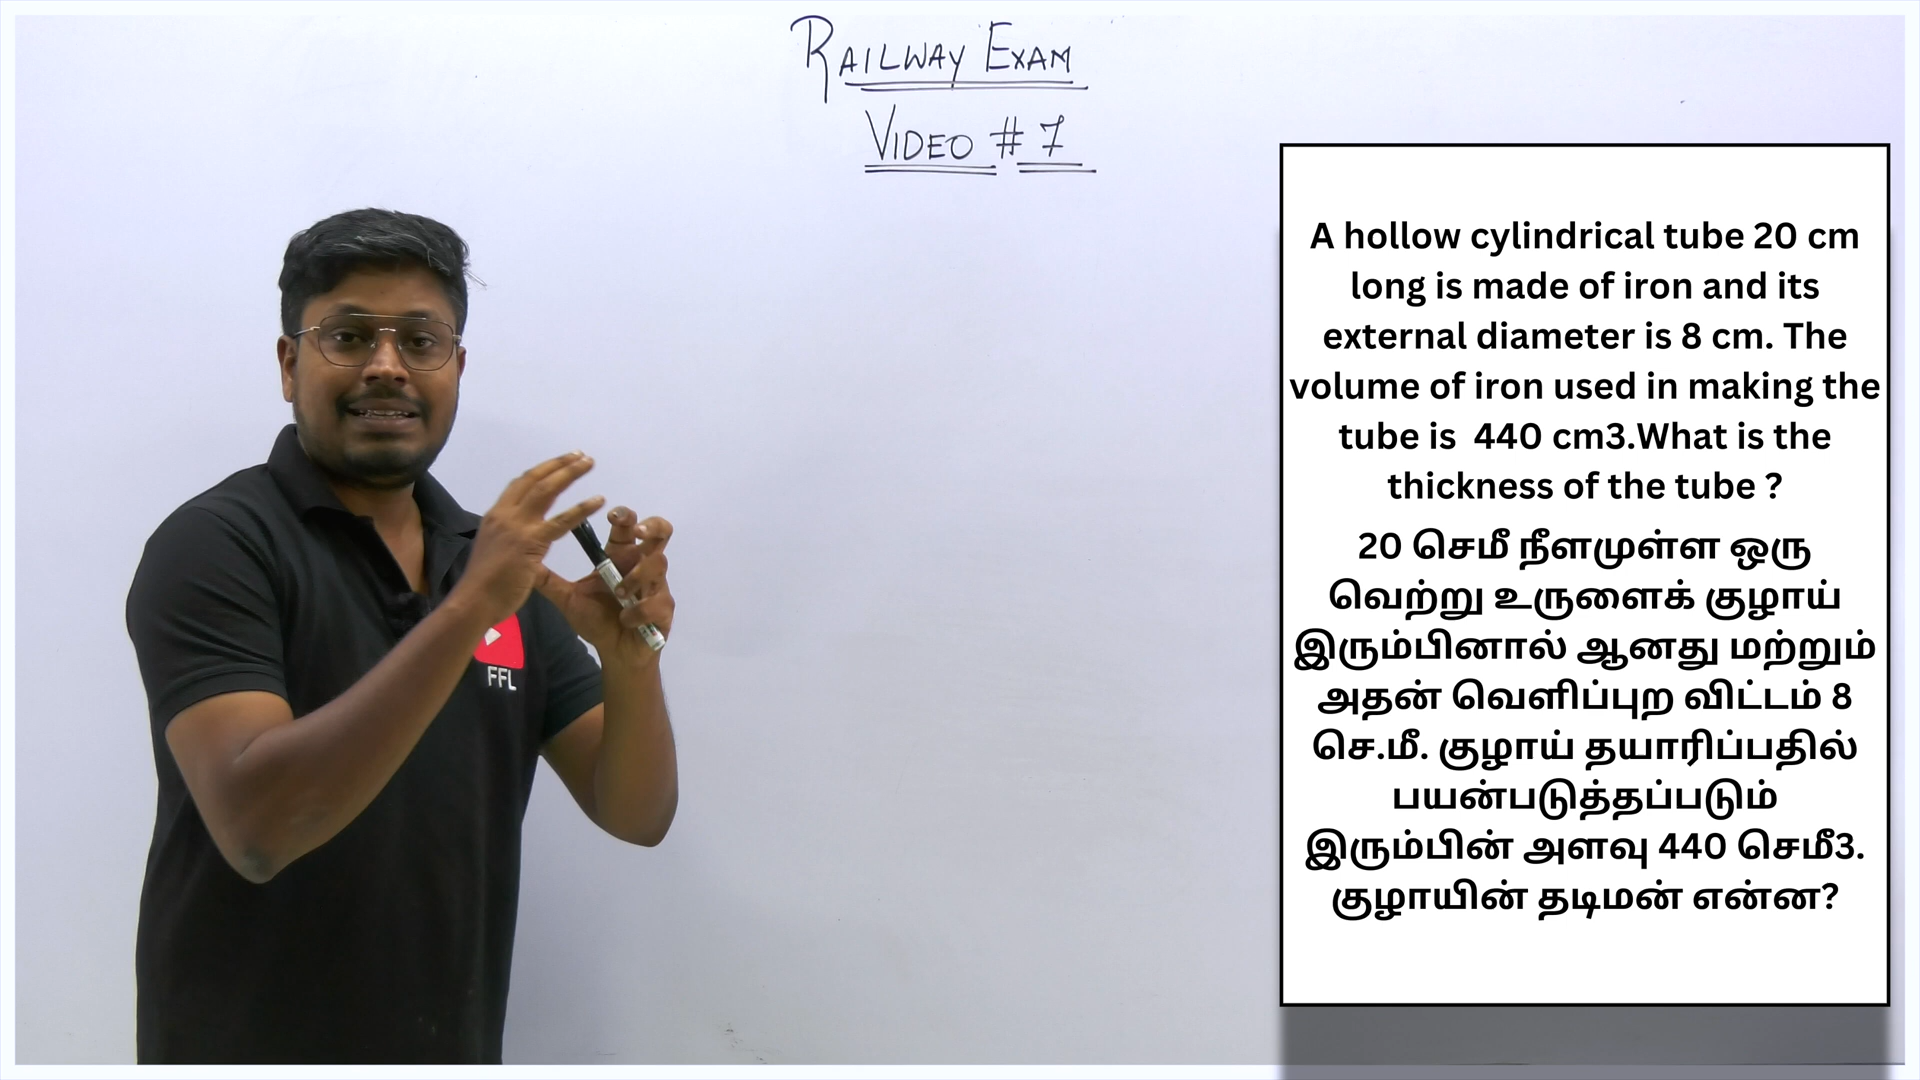 RAILWAY EXAM
VIDEO # 7
A hollow cylindrical tube 20 cm
long is made of iron and its
external diameter is 8 cm. The
volume of iron used in making the
tube is  440 cm3.What is the
thickness of the tube ?
20 செமீ நீளமுள்ள ஒரு
வெற்று உருளைக் குழாய்
இரும்பினால் ஆனது மற்றும்
அதன் வெளிப்புற விட்டம் 8
செ.மீ. குழாய் தயாரிப்பதில்
பயன்படுத்தப்படும்
இரும்பின் அளவு 440 செமீ3.
குழாயின் தடிமன் என்ன?
FFL